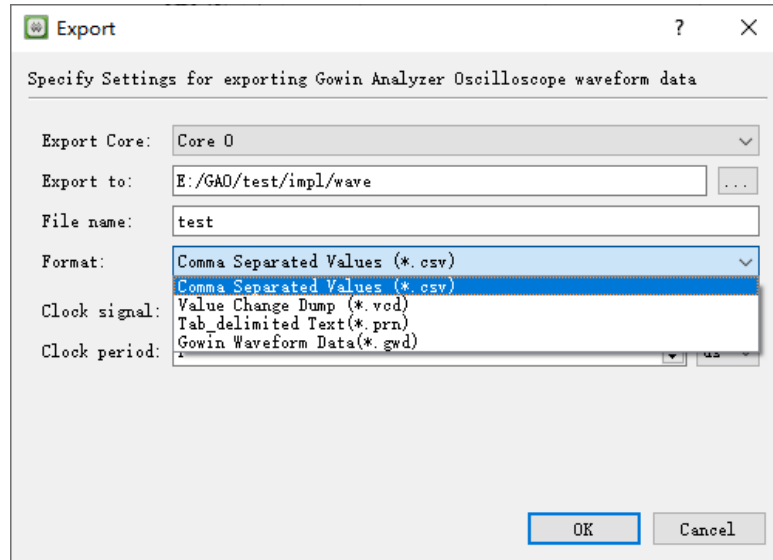 Export
Specify Settings for exporting Gowin Analyzer Oscilloscope waveform data
Export Core: Core 0
Export to: E:/GAO/test/impl/wave ...
File name: test
Format: Comma Separated Values (*.csv)
Comma Separated Values (*.csv)
Value Change Dump (*.vcd)
Clock signal:
Tab_delimited Text(*.prn)
Gowin Waveform Data(*.gwd)
Clock period:
OK Cancel